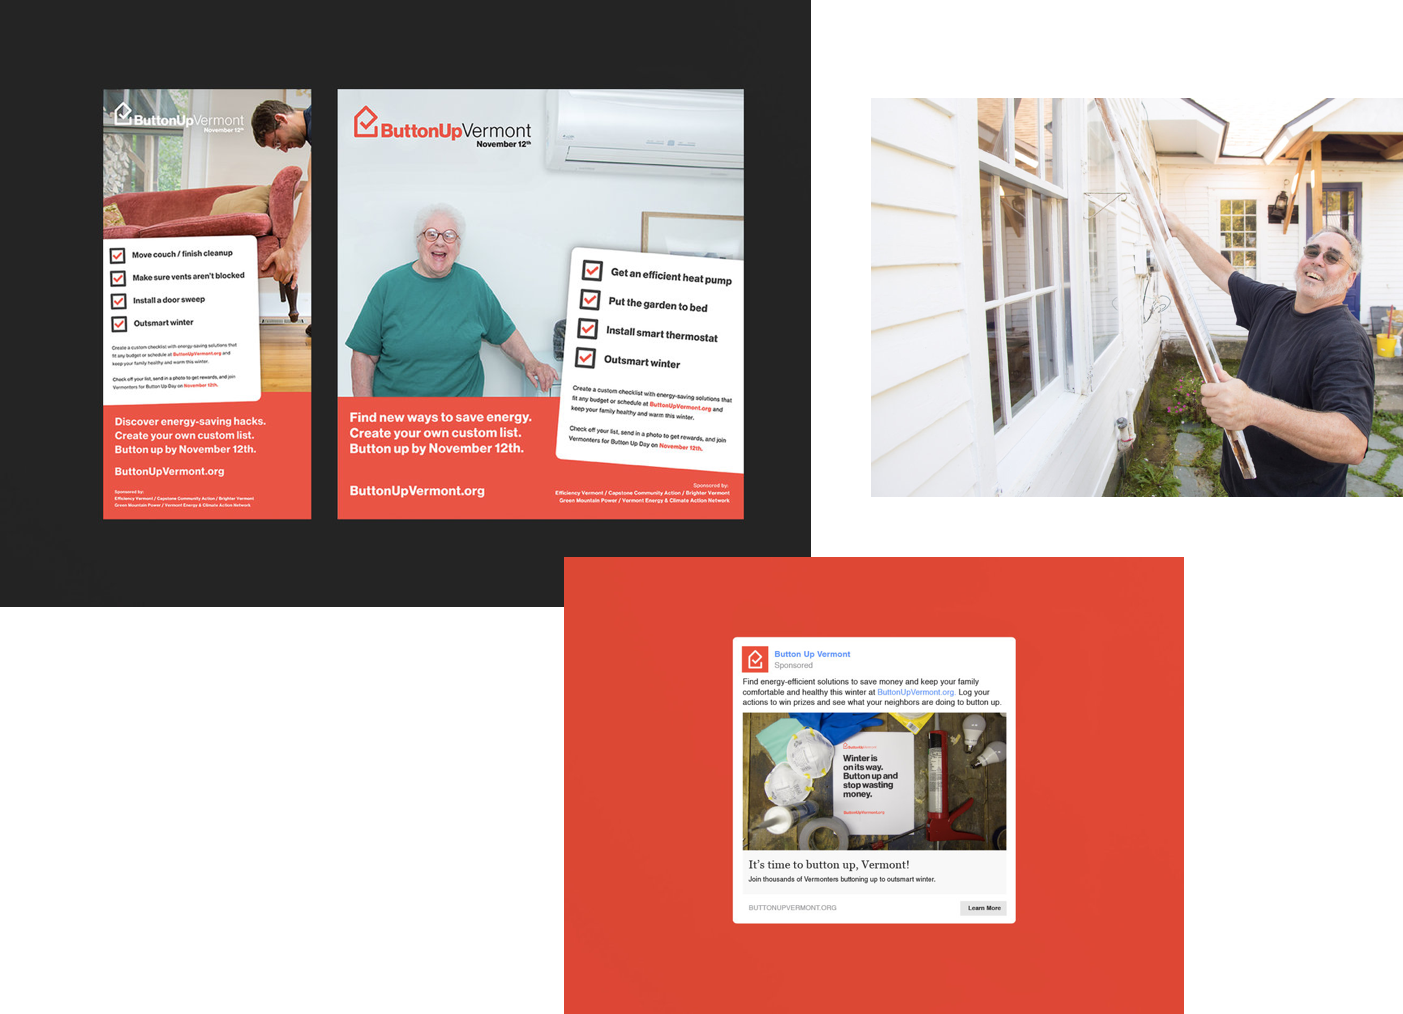 ButtonUpVermont
November 12th
Move couch / finish cleanup
Make sure vents aren't blocked
Install a door sweep
Outsmart winter
Create a custom checklist with energy-saving solutions that
fit any budget or schedule at ButtonUpVermont.org and
keep your family healthy and warm this winter.
Check off your list, send in a photo to get rewards, and join
Vermonters for Button Up Day on November 12th.
Discover energy-saving hacks.
Create your own custom list.
Button up by November 12th.
ButtonUpVermont.org
Sponsored by:
Efficiency Vermont / Capstone Community Action / Brighter Vermont
Green Mountain Power / Vermont Energy & Climate Action Network
ButtonUpVermont
November 12th
Get an efficient heat pump
Put the garden to bed
Install smart thermostat
Outsmart winter
Create a custom checklist with energy-saving solutions that
fit any budget or schedule at ButtonUpVermont.org and
keep your family healthy and warm this winter.
Check off your list, send in a photo to get rewards, and join
Vermonters for Button Up Day on November 12th.
Find new ways to save energy.
Create your own custom list.
Button up by November 12th.
ButtonUpVermont.org
Sponsored by:
Efficiency Vermont / Capstone Community Action / Brighter Vermont
Green Mountain Power / Vermont Energy & Climate Action Network
Button Up Vermont
Sponsored
Find energy-efficient solutions to save money and keep your family
comfortable and healthy this winter at ButtonUpVermont.org. Log your
actions to win prizes and see what your neighbors are doing to button up.
ButtonUpVermont
Winter is
on its way.
Button up and
stop wasting
money.
ButtonUpVermont.org
It's time to button up, Vermont!
Join thousands of Vermonters buttoning up to outsmart winter.
BUTTONUPVERMONT.ORG
Learn More